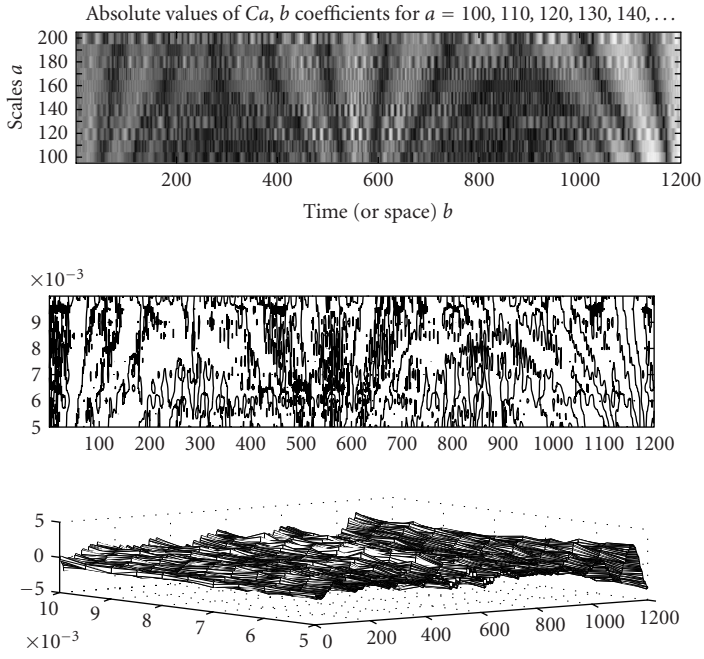 Absolute values of Ca, b coefficients for a = 100, 110, 120, 130, 140, . . .
Scales a
200
180
160
140
120
100
200 400 600 800 1000 1200
Time (or space) b
×10−3
9
8
7
6
5
100 200 300 400 500 600 700 800 900 1000 1100 1200
5
0
−5
10 9 8 7 6 5
×10−3
0 200 400 600 800 1000 1200